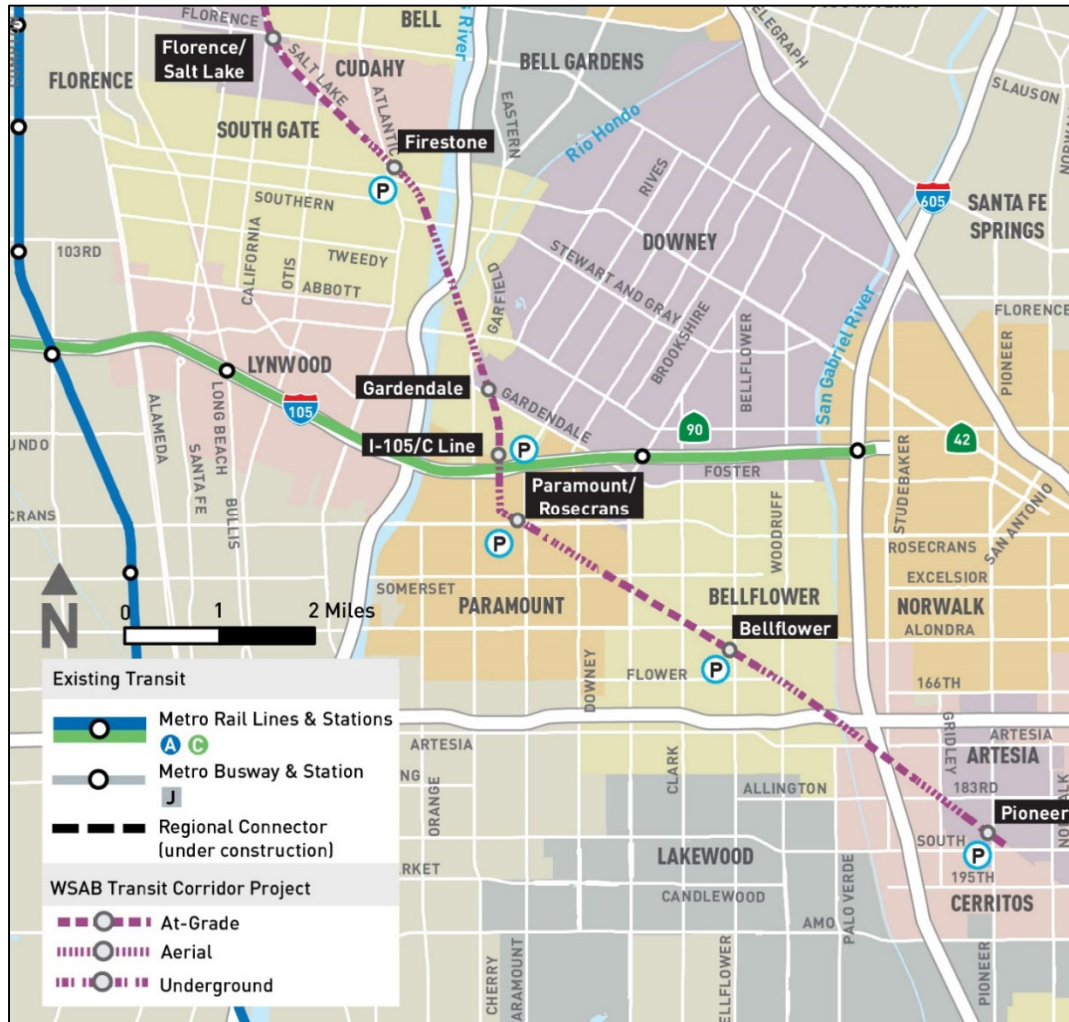 FLORENCE
BELL
TELEGRAPH
Florence/
Salt Lake
SALT LAKE
CUDAHY
BELL GARDENS
FLORENCE
SLAUSON
ATLANTIC
EASTERN
Rio Hondo
SOUTH GATE
Firestone
P
RIVES
605
SANTA FE
SPRINGS
SOUTHERN
DOWNEY
CALIFORNIA
OTIS
TWEEDY
103RD
ABBOTT
GARFIELD
STEWART AND GRAY
BROOKSHIRE
BELLFLOWER
San Gabriel River
FLORENCE
PIONEER
LYNWOOD
105
Gardendale
GARDENDALE
ALAMEDA
LONG BEACH
SANTA FE
BULLIS
I-105/C Line
P
90
42
FOSTER
STUDEBAKER
SAN ANTONIO
Paramount/
Rosecrans
P
WOODRUFF
ROSECRANS
EXCELSIOR
N
0 1 2 Miles
SOMERSET
PARAMOUNT
BELLFLOWER
NORWALK
ALONDRA
Bellflower
P
DOWNEY
FLOWER
166TH
Existing Transit
Metro Rail Lines & Stations
A C
Metro Busway & Station
J
Regional Connector
(under construction)
WSAB Transit Corridor Project
At-Grade
Aerial
Underground
ARTESIA
ORANGE
CLARK
ALLINGTON
GRIDLEY
ARTESIA
ARTESIA
183RD
Pioneer
P
SOUTH
195TH
CERRITOS
LAKEWOOD
CANDLEWOOD
PALO VERDE
CHERRY
PIONEER